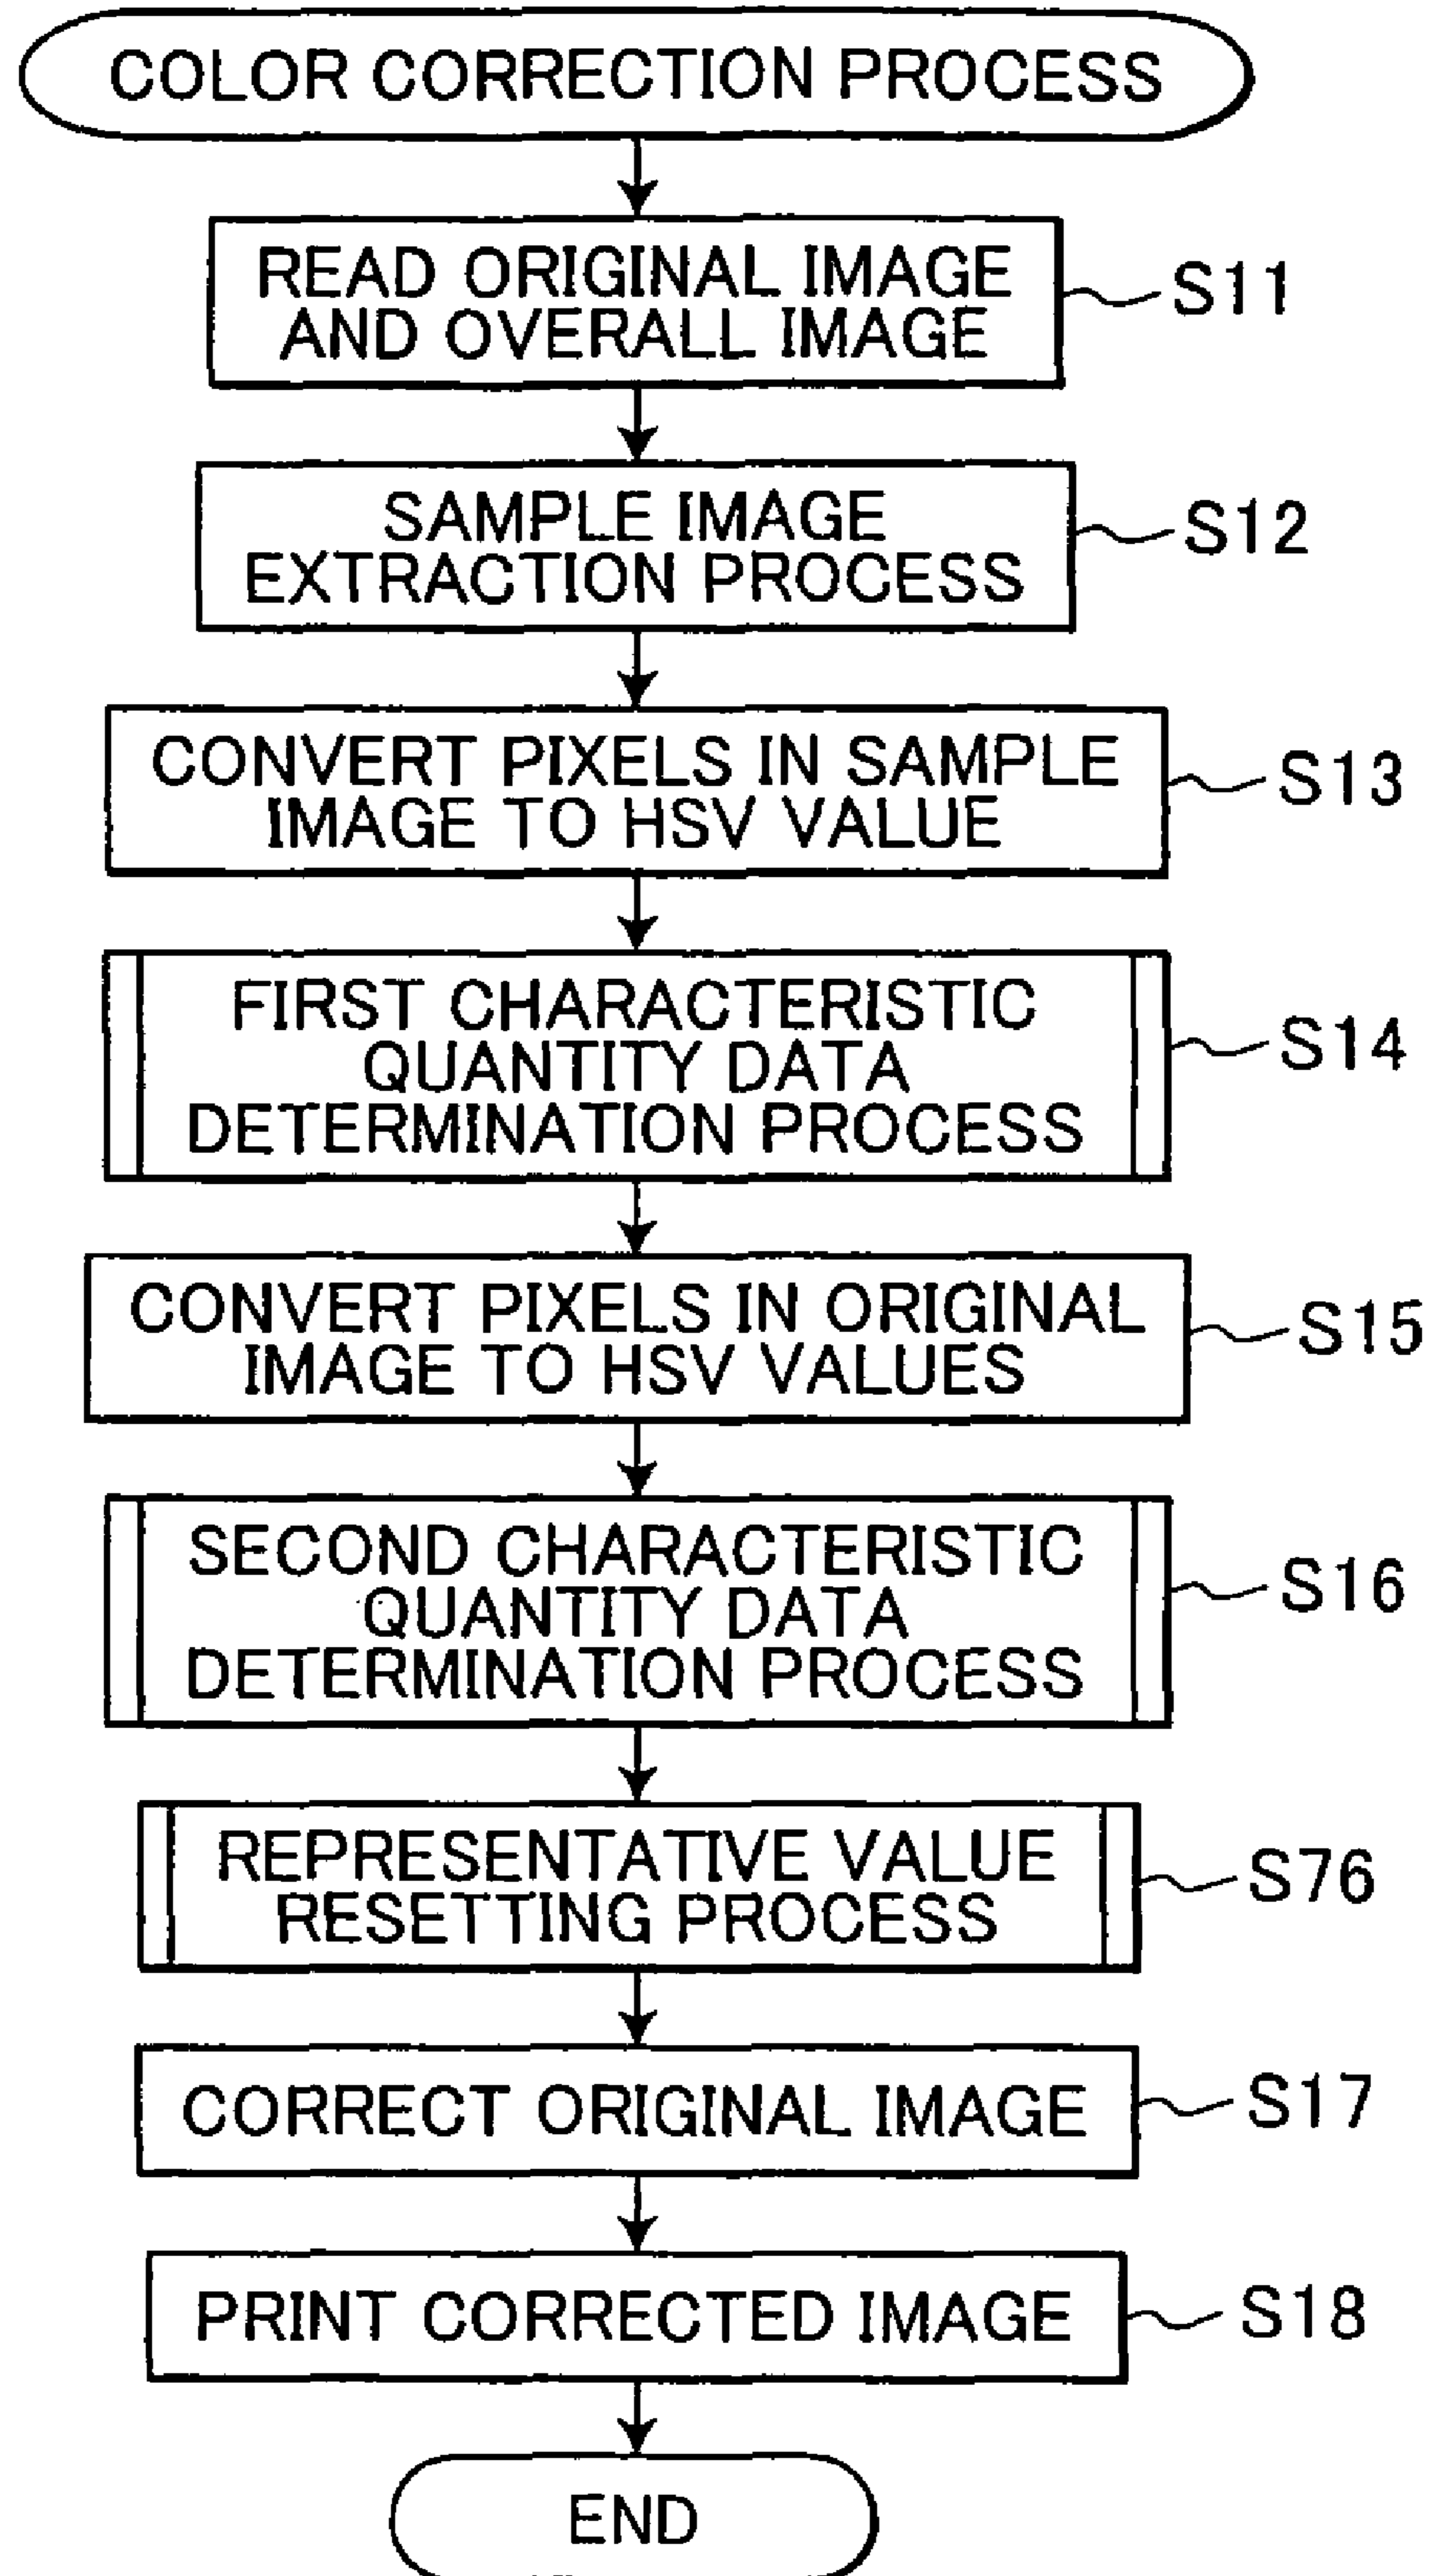 COLOR CORRECTION PROCESS
READ ORIGINAL IMAGE
AND OVERALL IMAGE
S11
SAMPLE IMAGE
EXTRACTION PROCESS
S12
CONVERT PIXELS IN SAMPLE
IMAGE TO HSV VALUE
S13
FIRST CHARACTERISTIC
QUANTITY DATA
DETERMINATION PROCESS
S14
CONVERT PIXELS IN ORIGINAL
IMAGE TO HSV VALUES
S15
SECOND CHARACTERISTIC
QUANTITY DATA
DETERMINATION PROCESS
S16
REPRESENTATIVE VALUE
RESETTING PROCESS
S76
CORRECT ORIGINAL IMAGE
S17
PRINT CORRECTED IMAGE
S18
END